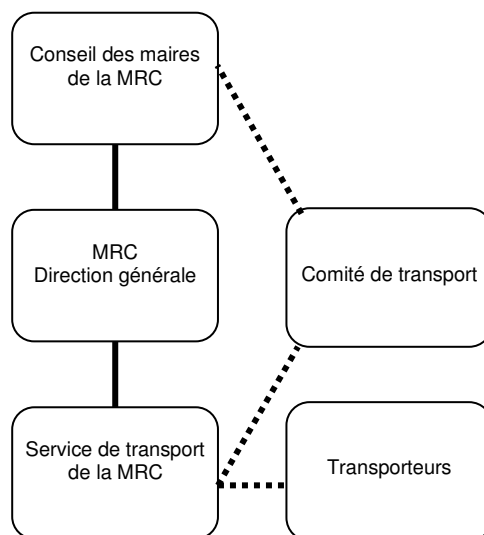 Conseil des maires
de la MRC
MRC
Direction générale
Comité de transport
Service de transport
de la MRC
Transporteurs